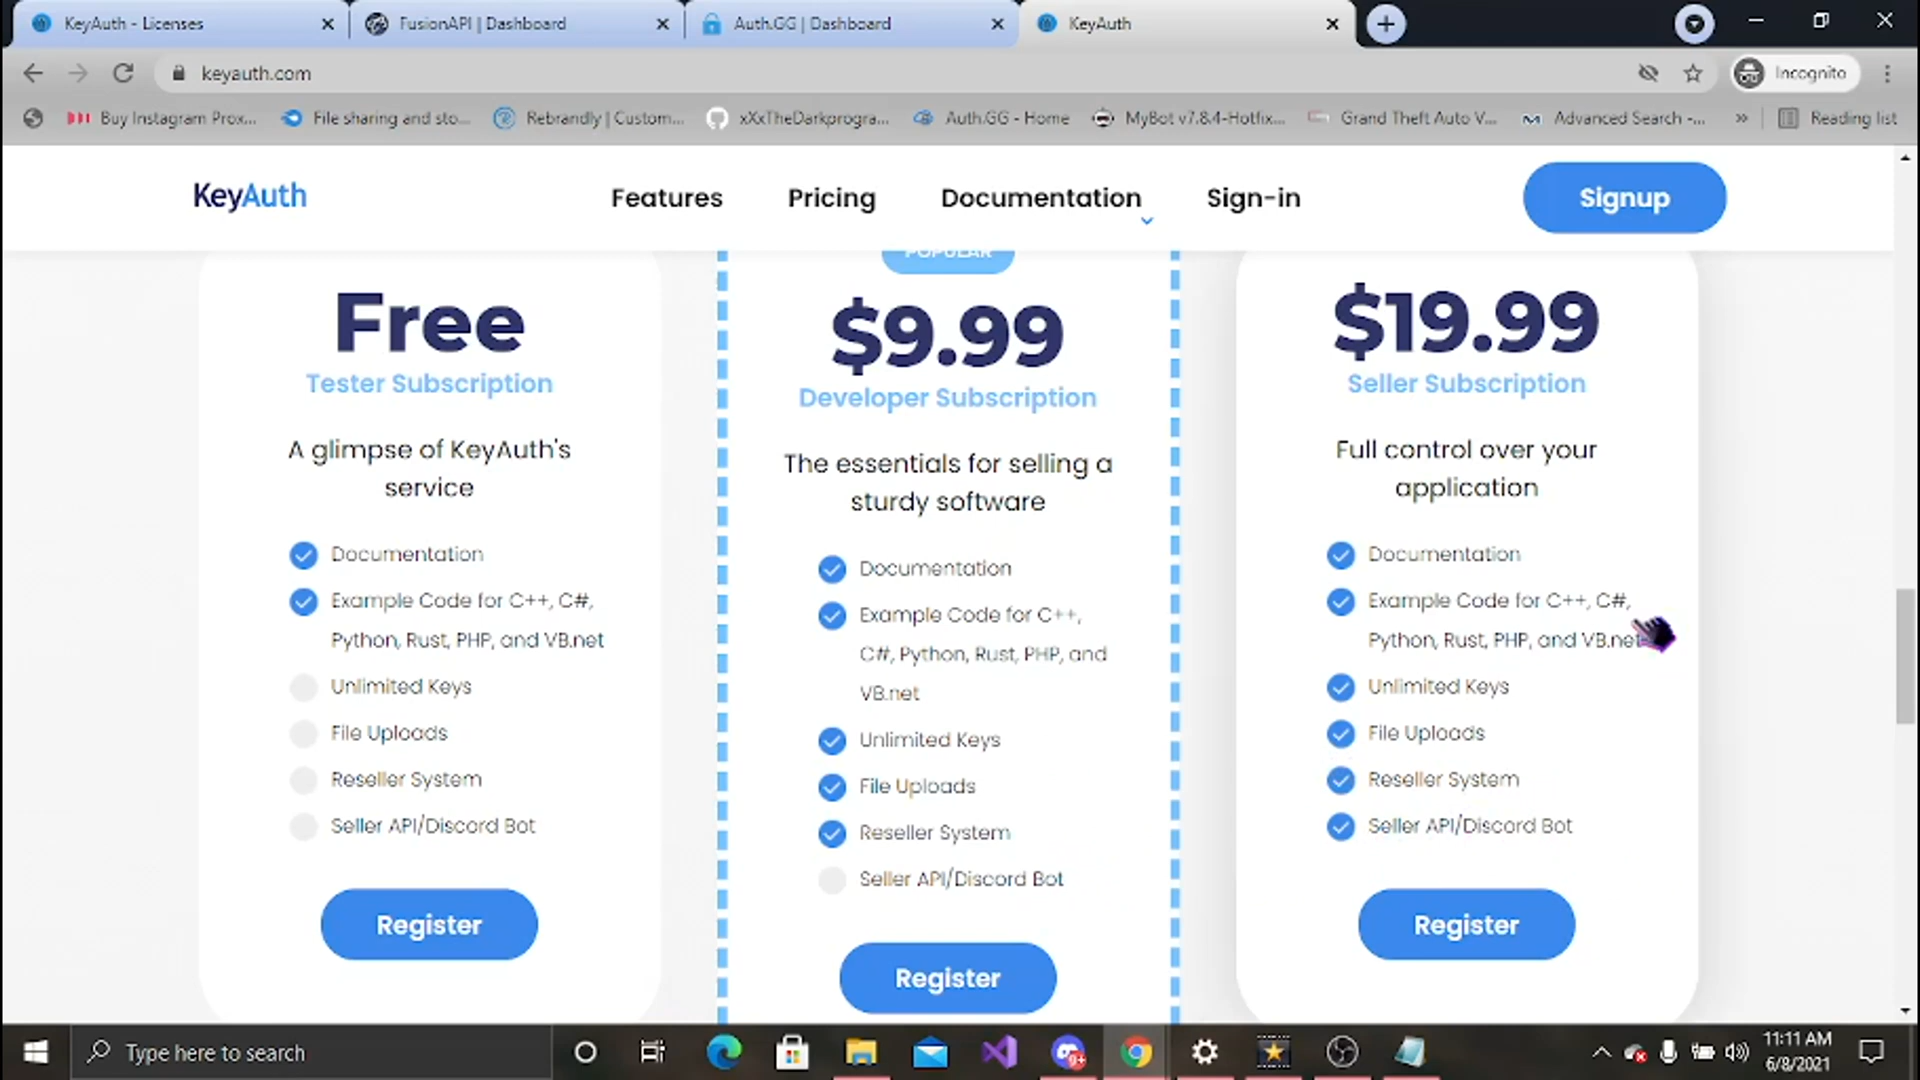 KeyAuth - Licenses
FusionAPI | Dashboard
Auth.GG | Dashboard
KeyAuth
keyauth.com
Incognito
Buy Instagram Prox...
File sharing and sto...
Rebrandly | Custom...
xXxTheDarkprogra...
Auth.GG - Home
MyBot v7.8.4-Hotfix...
Grand Theft Auto V...
Advanced Search -...
»
Reading list
KeyAuth
Features
Pricing
Documentation
Sign-in
Signup
Free
Tester Subscription
A glimpse of KeyAuth's
service
Documentation
Example Code for C++, C#,
Python, Rust, PHP, and VB.net
Unlimited Keys
File Uploads
Reseller System
Seller API/Discord Bot
Register
POPULAR
$9.99
Developer Subscription
The essentials for selling a
sturdy software
Documentation
Example Code for C++,
C#, Python, Rust, PHP, and
VB.net
Unlimited Keys
File Uploads
Reseller System
Seller API/Discord Bot
Register
$19.99
Seller Subscription
Full control over your
application
Documentation
Example Code for C++, C#,
Python, Rust, PHP, and VB.net
Unlimited Keys
File Uploads
Reseller System
Seller API/Discord Bot
Register
Type here to search
9+
11:11 AM
6/8/2021